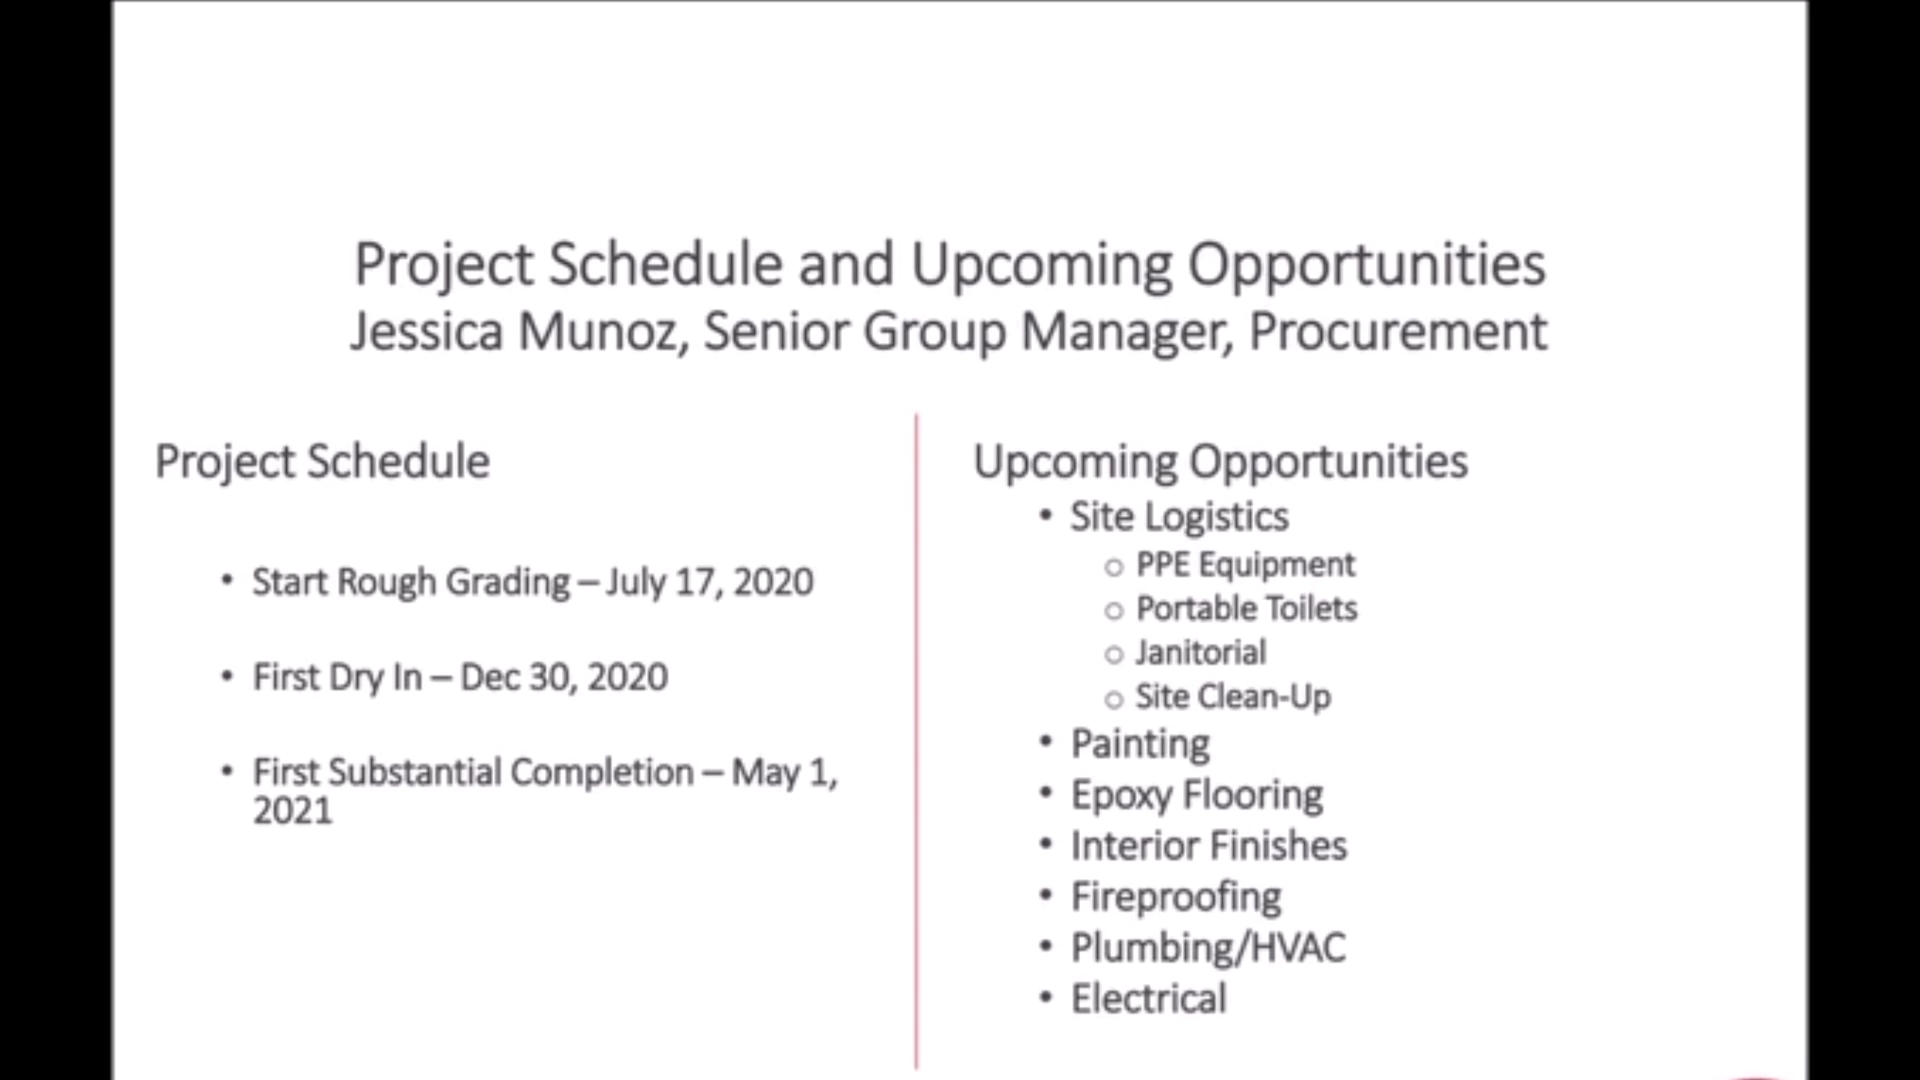 Project Schedule and Upcoming Opportunities
Jessica Munoz, Senior Group Manager, Procurement
Project Schedule
• Start Rough Grading – July 17, 2020
• First Dry In – Dec 30, 2020
• First Substantial Completion – May 1,
2021
Upcoming Opportunities
• Site Logistics
○ PPE Equipment
○ Portable Toilets
○ Janitorial
○ Site Clean-Up
• Painting
• Epoxy Flooring
• Interior Finishes
• Fireproofing
• Plumbing/HVAC
• Electrical